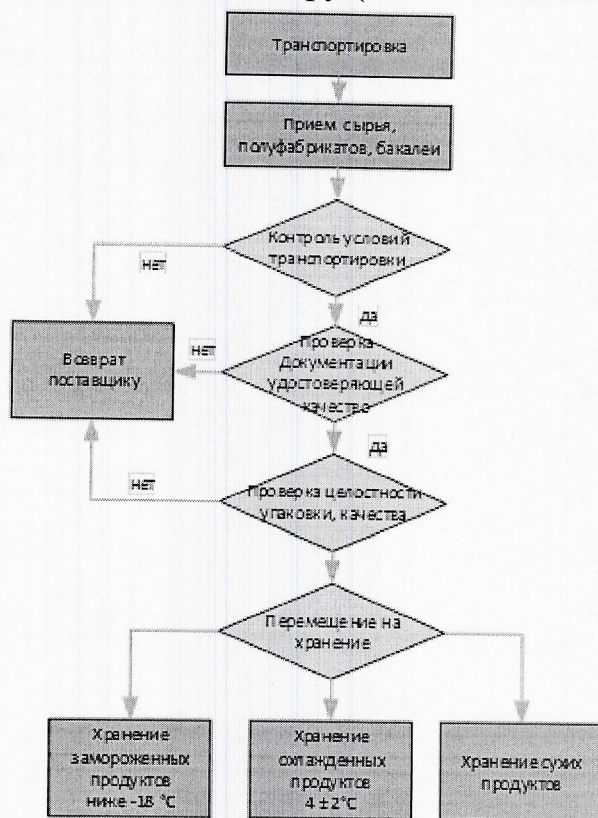 Транспортировка
Прием сырья,
полуфабрикатов, бакалеи
Контроль условий
транспортировки
нет
да
Возврат
поставщику
нет
Проверка
Документации
удостоверяющей
качества
да
нет
Проверка целостности
упаковки, качества
Перемещение на
хранение
Хранение
замороженных
продуктов
ниже -18 °C
Хранение
охлажденных
продуктов
4 ± 2°C
Хранение сухих
продуктов